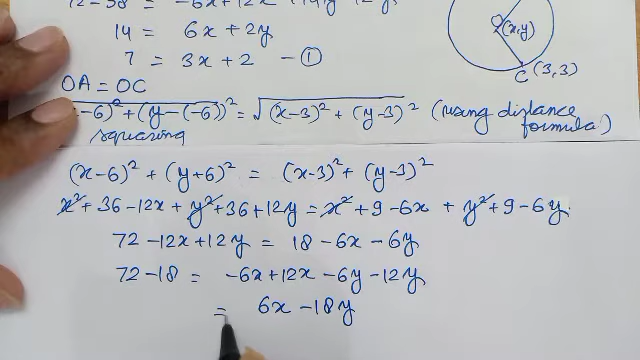 14 = 6x + 2y
7 = 3x + 2 - ①
(x,y)
C (3,3)
OA = OC
-6)² + (y-(-6))² = √(x-3)² + (y-3)² (using distance formula)
squaring
(x-6)² + (y+6)² = (x-3)² + (y-3)²
x² + 36 - 12x + y² + 36 + 12y = x² + 9 - 6x + y² + 9 - 6y
72 - 12x + 12y = 18 - 6x - 6y
72 - 18 = -6x + 12x - 6y - 12y
= 6x - 18y